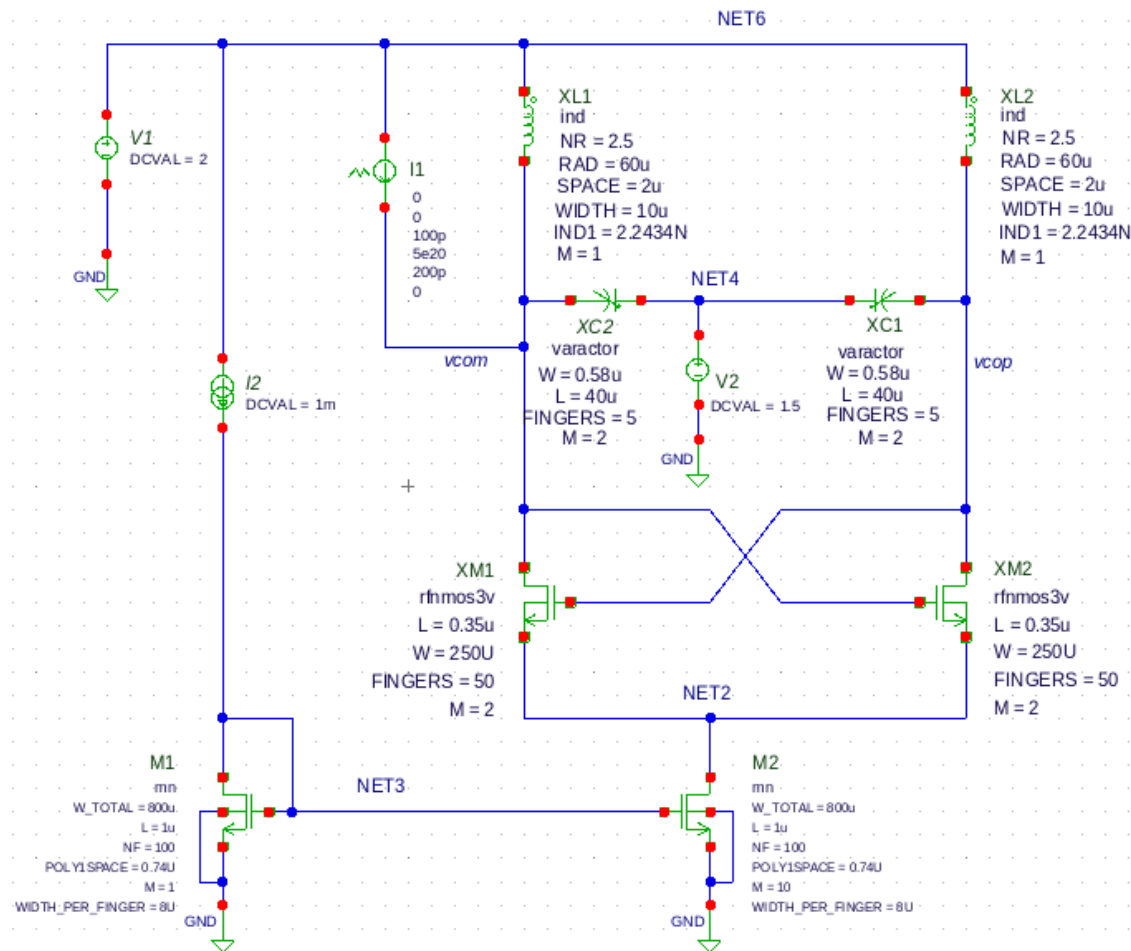 NET6
V1
DCVAL = 2
GND
I1
0
0
100p
5e20
200p
0
XL1
ind
NR = 2.5
RAD = 60u
SPACE = 2u
WIDTH = 10u
IND1 = 2.2434N
M = 1
XL2
ind
NR = 2.5
RAD = 60u
SPACE = 2u
WIDTH = 10u
IND1 = 2.2434N
M = 1
NET4
XC2
varactor
W = 0.58u
L = 40u
FINGERS = 5
M = 2
XC1
varactor
W = 0.58u
L = 40u
FINGERS = 5
M = 2
vcom
vcop
V2
DCVAL = 1.5
GND
I2
DCVAL = 1m
XM1
rfnmos3v
L = 0.35u
W = 250U
FINGERS = 50
M = 2
XM2
rfnmos3v
L = 0.35u
W = 250U
FINGERS = 50
M = 2
NET2
M1
mn
W_TOTAL = 800u
L = 1u
NF = 100
POLY1SPACE = 0.74U
M = 1
WIDTH_PER_FINGER = 8U
GND
NET3
M2
mn
W_TOTAL = 800u
L = 1u
NF = 100
POLY1SPACE = 0.74U
M = 10
WIDTH_PER_FINGER = 8U
GND